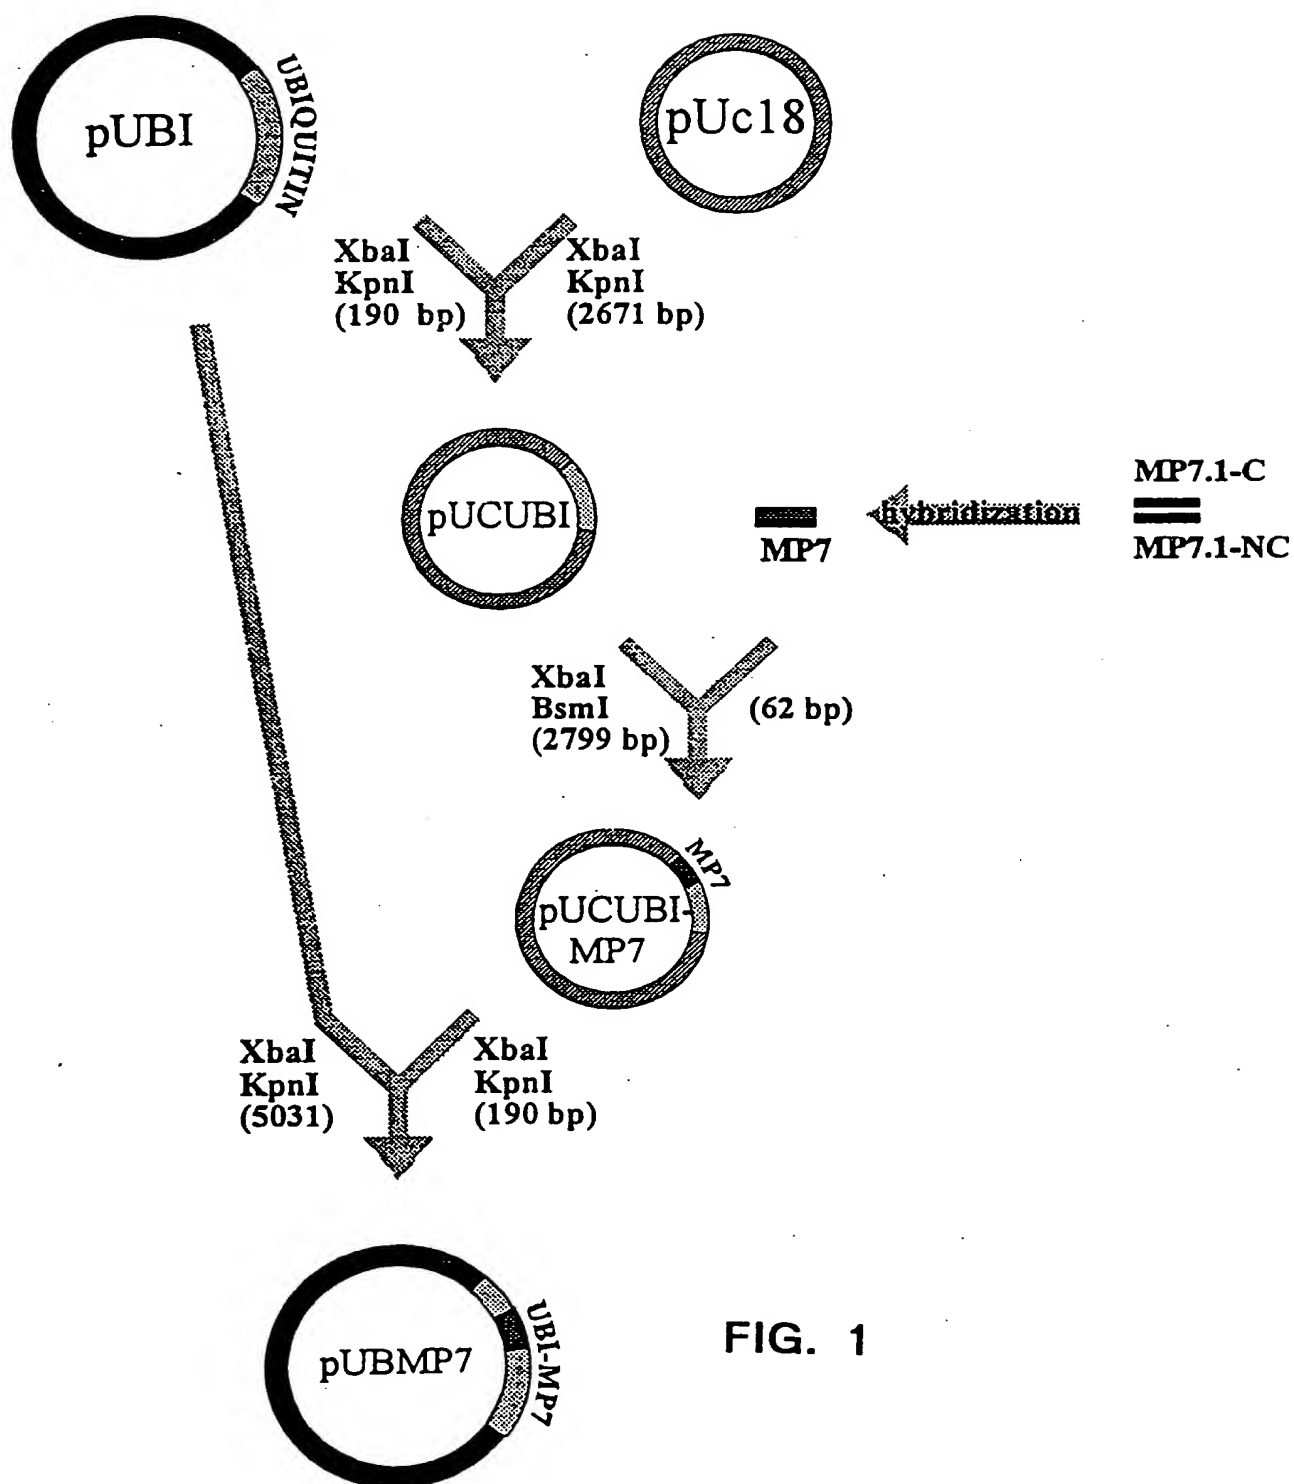 pUBI
UBIQUITIN
pUc18
XbaI
KpnI
(190 bp)
XbaI
KpnI
(2671 bp)
pUCUBI
MP7
hybridization
MP7.1-C
MP7.1-NC
XbaI
BsmI
(2799 bp)
(62 bp)
MP7
pUCUBI-
MP7
XbaI
KpnI
(5031)
XbaI
KpnI
(190 bp)
pUBMP7
UBI-MP7
FIG. 1